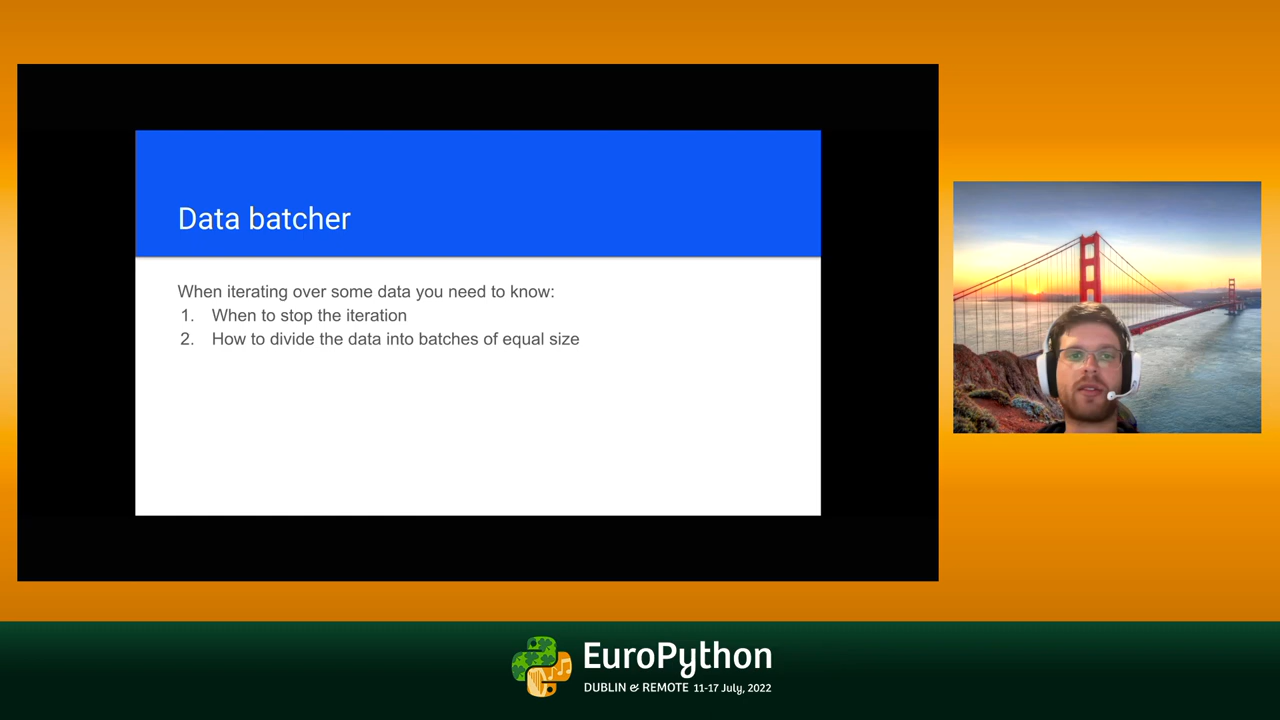 Data batcher
When iterating over some data you need to know:
1. When to stop the iteration
2. How to divide the data into batches of equal size
EuroPython
DUBLIN & REMOTE 11-17 July, 2022